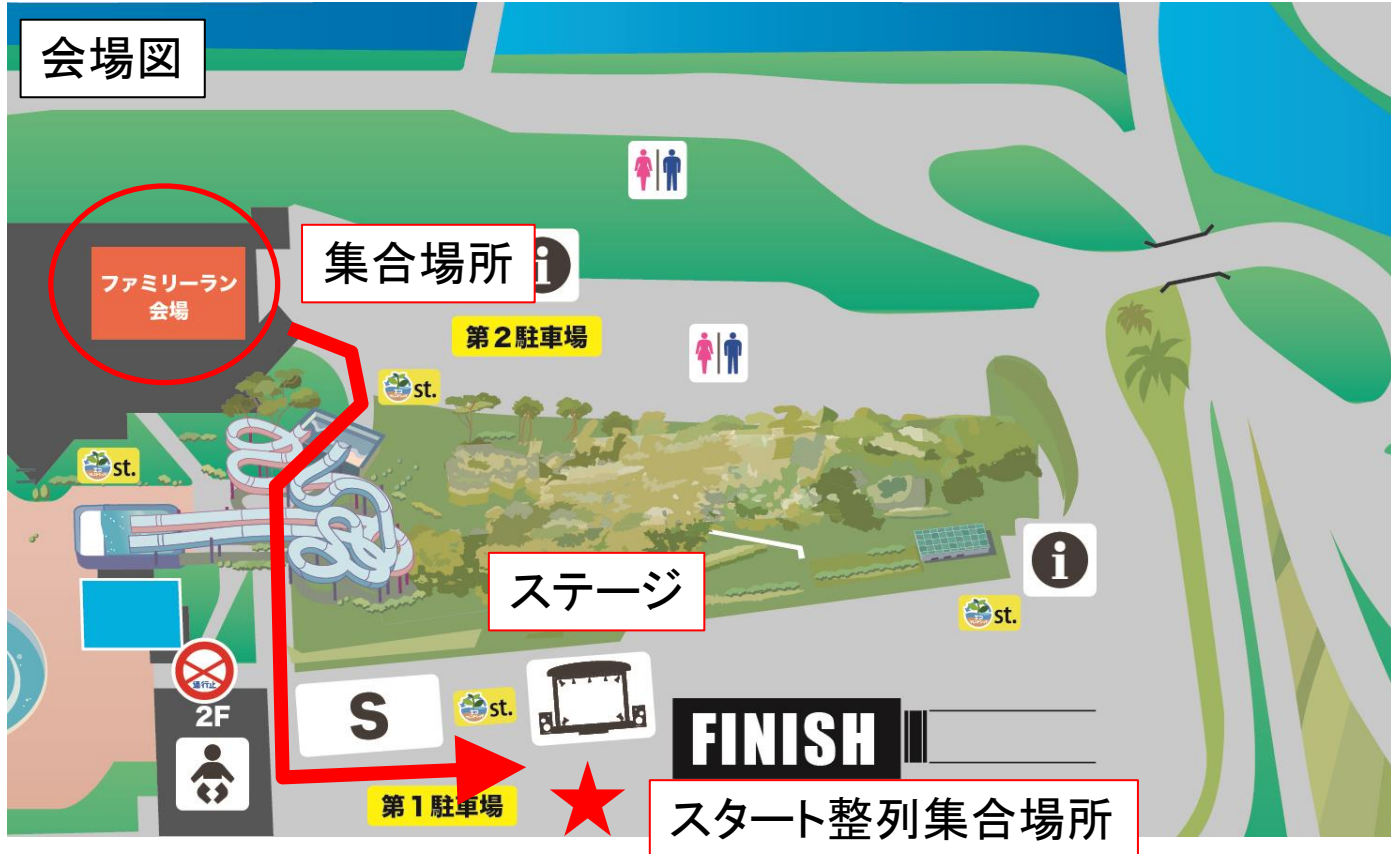 会場図
集合場所
ファミリーラン
会場
第2駐車場
st.
st.
ステージ
st.
通行止
2F
S
st.
FINISH
第1駐車場
スタート整列集合場所